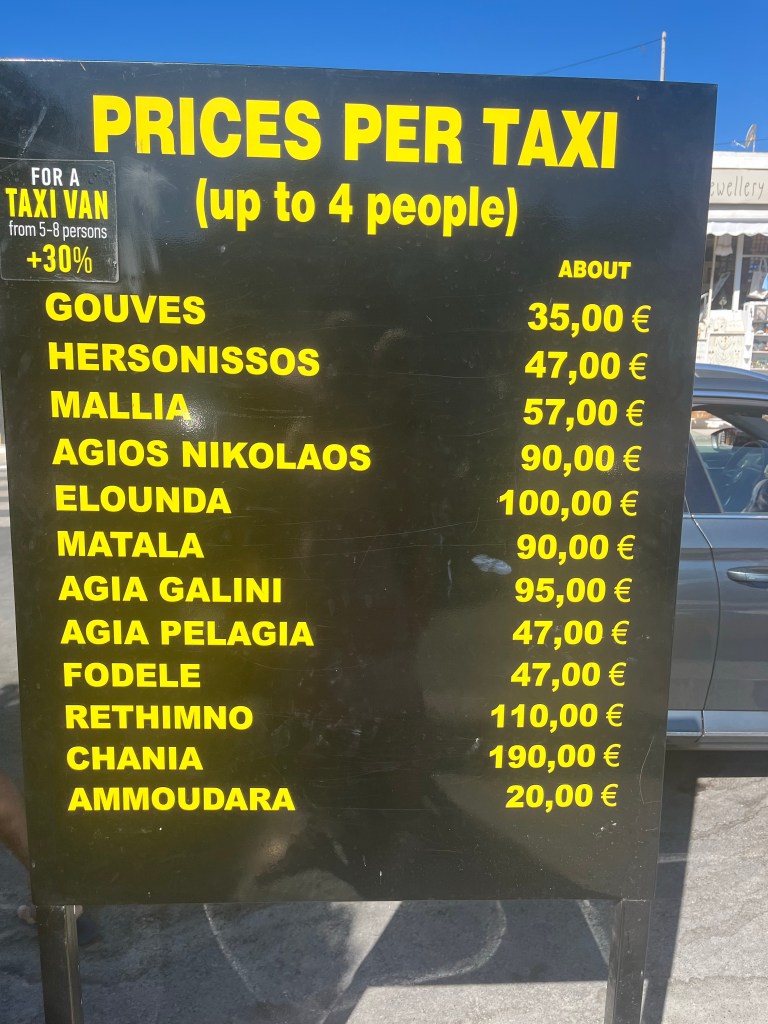 PRICES PER TAXI
(up to 4 people)
FOR A
TAXI VAN
from 5-8 persons
+30%
ABOUT
GOUVES 35,00 €
HERSONISSOS 47,00 €
MALLIA 57,00 €
AGIOS NIKOLAOS 90,00 €
ELOUNDA 100,00 €
MATALA 90,00 €
AGIA GALINI 95,00 €
AGIA PELAGIA 47,00 €
FODELE 47,00 €
RETHIMNO 110,00 €
CHANIA 190,00 €
AMMOUDARA 20,00 €
ewellery